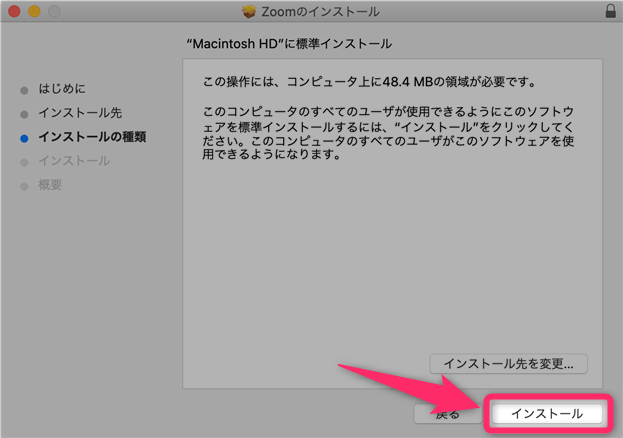 Zoomのインストール
“Macintosh HD”に標準インストール
はじめに
インストール先
インストールの種類
インストール
概要
この操作には、コンピュータ上に48.4 MBの領域が必要です。
このコンピュータのすべてのユーザが使用できるようにこのソフトウ
ェアを標準インストールするには、“インストール”をクリックしてく
ださい。このコンピュータのすべてのユーザがこのソフトウェアを使
用できるようになります。
インストール先を変更...
戻る
インストール